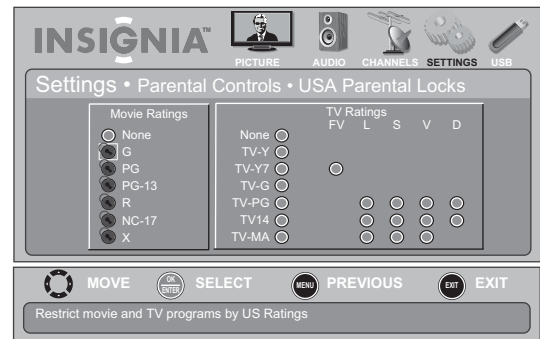 INSIGNIA™
PICTURE AUDIO CHANNELS SETTINGS USB
Settings • Parental Controls • USA Parental Locks
Movie Ratings
None
G
PG
PG-13
R
NC-17
X
TV Ratings
FV L S V D
None
TV-Y
TV-Y7
TV-G
TV-PG
TV14
TV-MA
MOVE OK ENTER SELECT MENU PREVIOUS EXIT EXIT
Restrict movie and TV programs by US Ratings